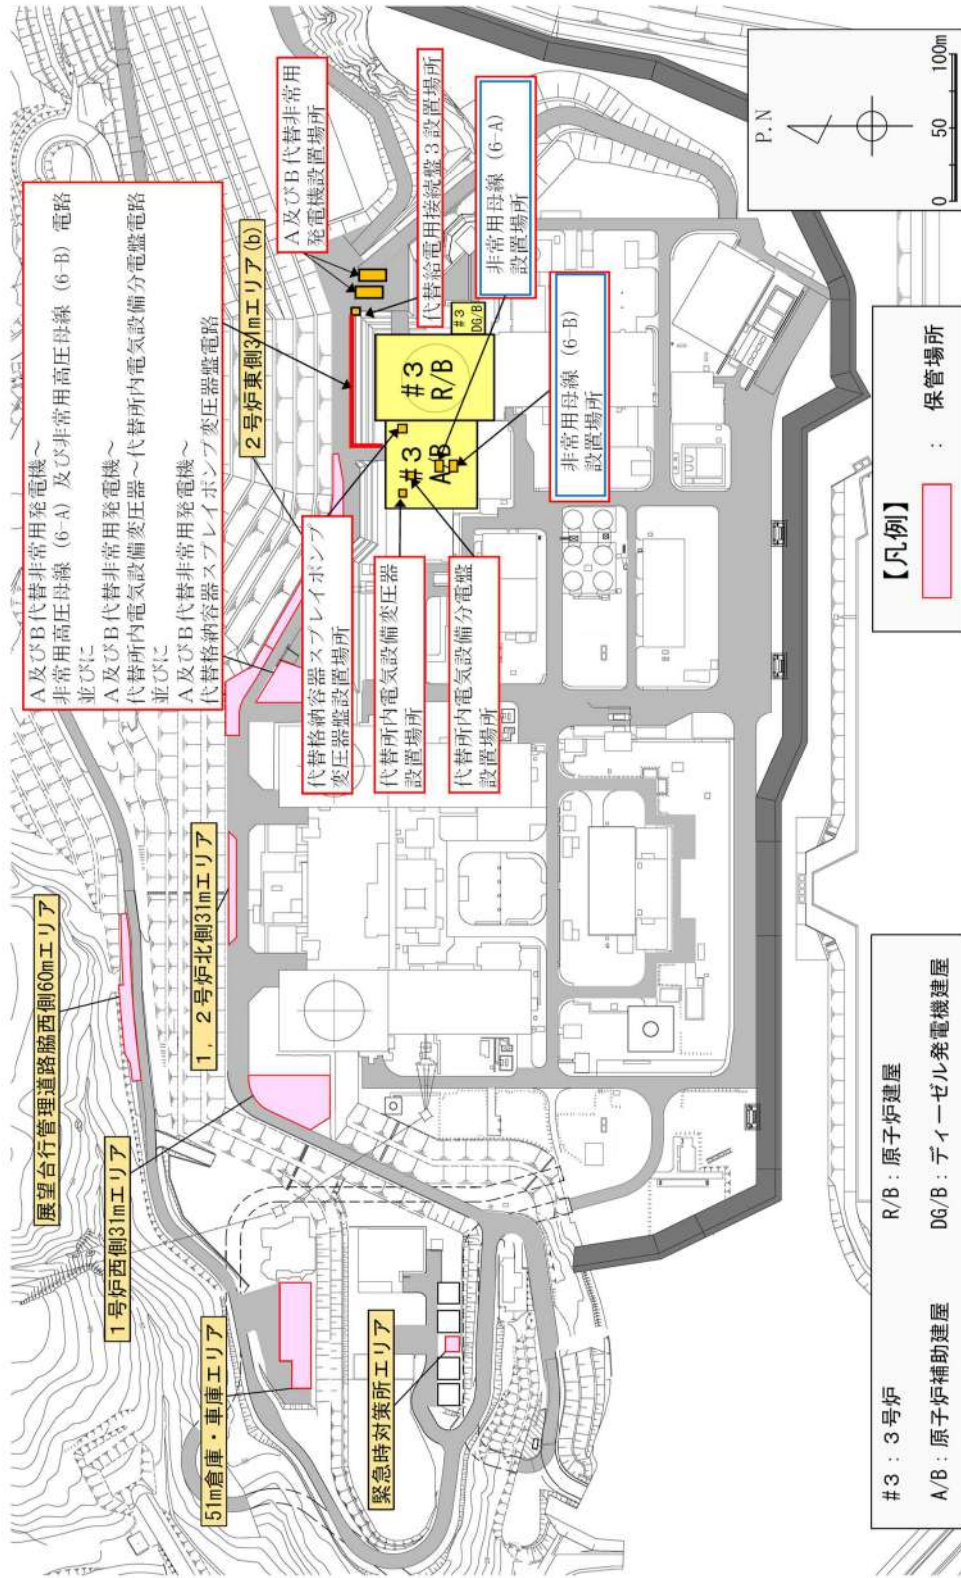 A及びB代替非常用発電機~
非常用高圧母線 (6-A) 及び非常用高圧母線 (6-B) 電路
並びに
A及びB代替非常用発電機~
代替所内電気設備変圧器~代替所内電気設備分電盤電路
並びに
A及びB代替非常用発電機~
代替格納容器スプレイポンプ変圧器盤電路
A及びB代替非常用
発電機設置場所
2号炉東側31mエリア(b)
代替給電用接続盤3設置場所
非常用母線 (6-A)
設置場所
非常用母線 (6-B)
設置場所
代替格納容器スプレイポンプ
変圧器盤設置場所
代替所内電気設備変圧器
設置場所
代替所内電気設備分電盤
設置場所
#3
R/B
#3
A/B
#3
DG/B
展望台行管理道路脇西側60mエリア
1,2号炉北側31mエリア
1号炉西側31mエリア
51m倉庫・車庫エリア
緊急時対策所エリア
P.N
0 50 100m
【凡例】
: 保管場所
#3 : 3号炉 R/B : 原子炉建屋
A/B : 原子炉補助建屋 DG/B : ディーゼル発電機建屋